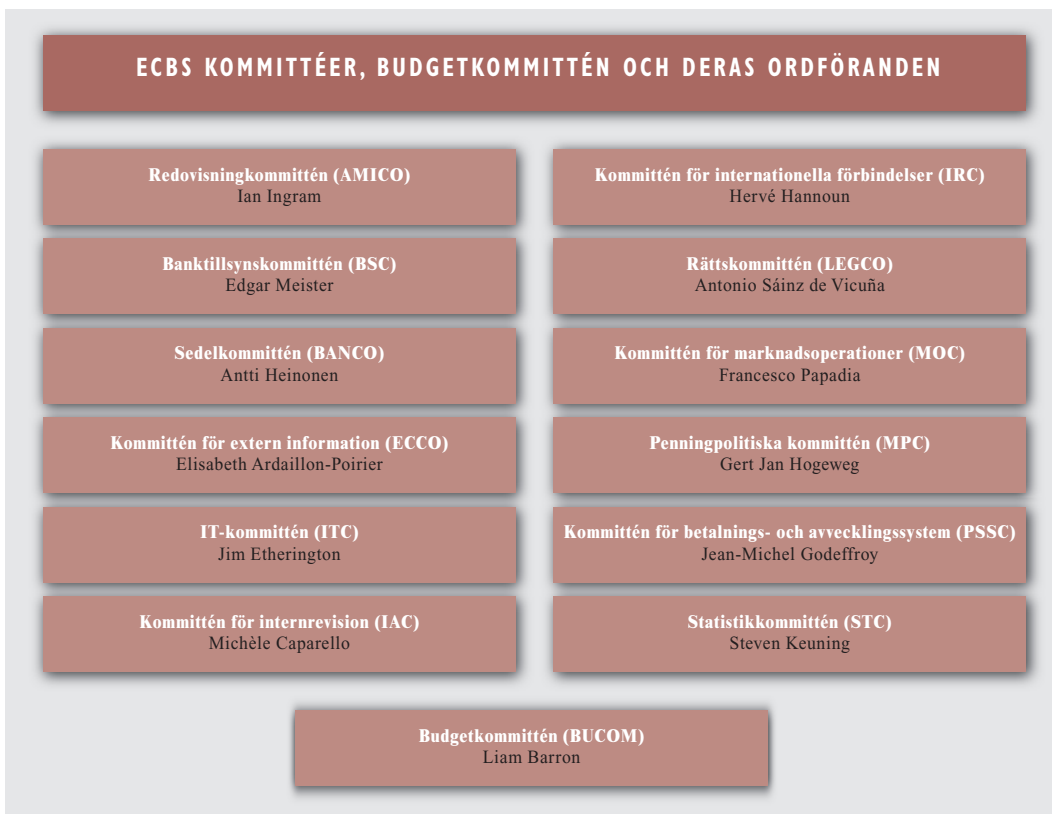 ECBS KOMMITTÉER, BUDGETKOMMITTÉN OCH DERAS ORDFÖRANDEN
Redovisningkommittén (AMICO)
Ian Ingram
Banktillsynskommittén (BSC)
Edgar Meister
Sedelkommittén (BANCO)
Antti Heinonen
Kommittén för extern information (ECCO)
Elisabeth Ardaillon-Poirier
IT-kommittén (ITC)
Jim Etherington
Kommittén för internrevision (IAC)
Michèle Caparello
Kommittén för internationella förbindelser (IRC)
Hervé Hannoun
Rättskommittén (LEGCO)
Antonio Sáinz de Vicuña
Kommittén för marknadsoperationer (MOC)
Francesco Papadia
Penningpolitiska kommittén (MPC)
Gert Jan Hogeweg
Kommittén för betalnings- och avvecklingssystem (PSSC)
Jean-Michel Godeffroy
Statistikkommittén (STC)
Steven Keuning
Budgetkommittén (BUCOM)
Liam Barron